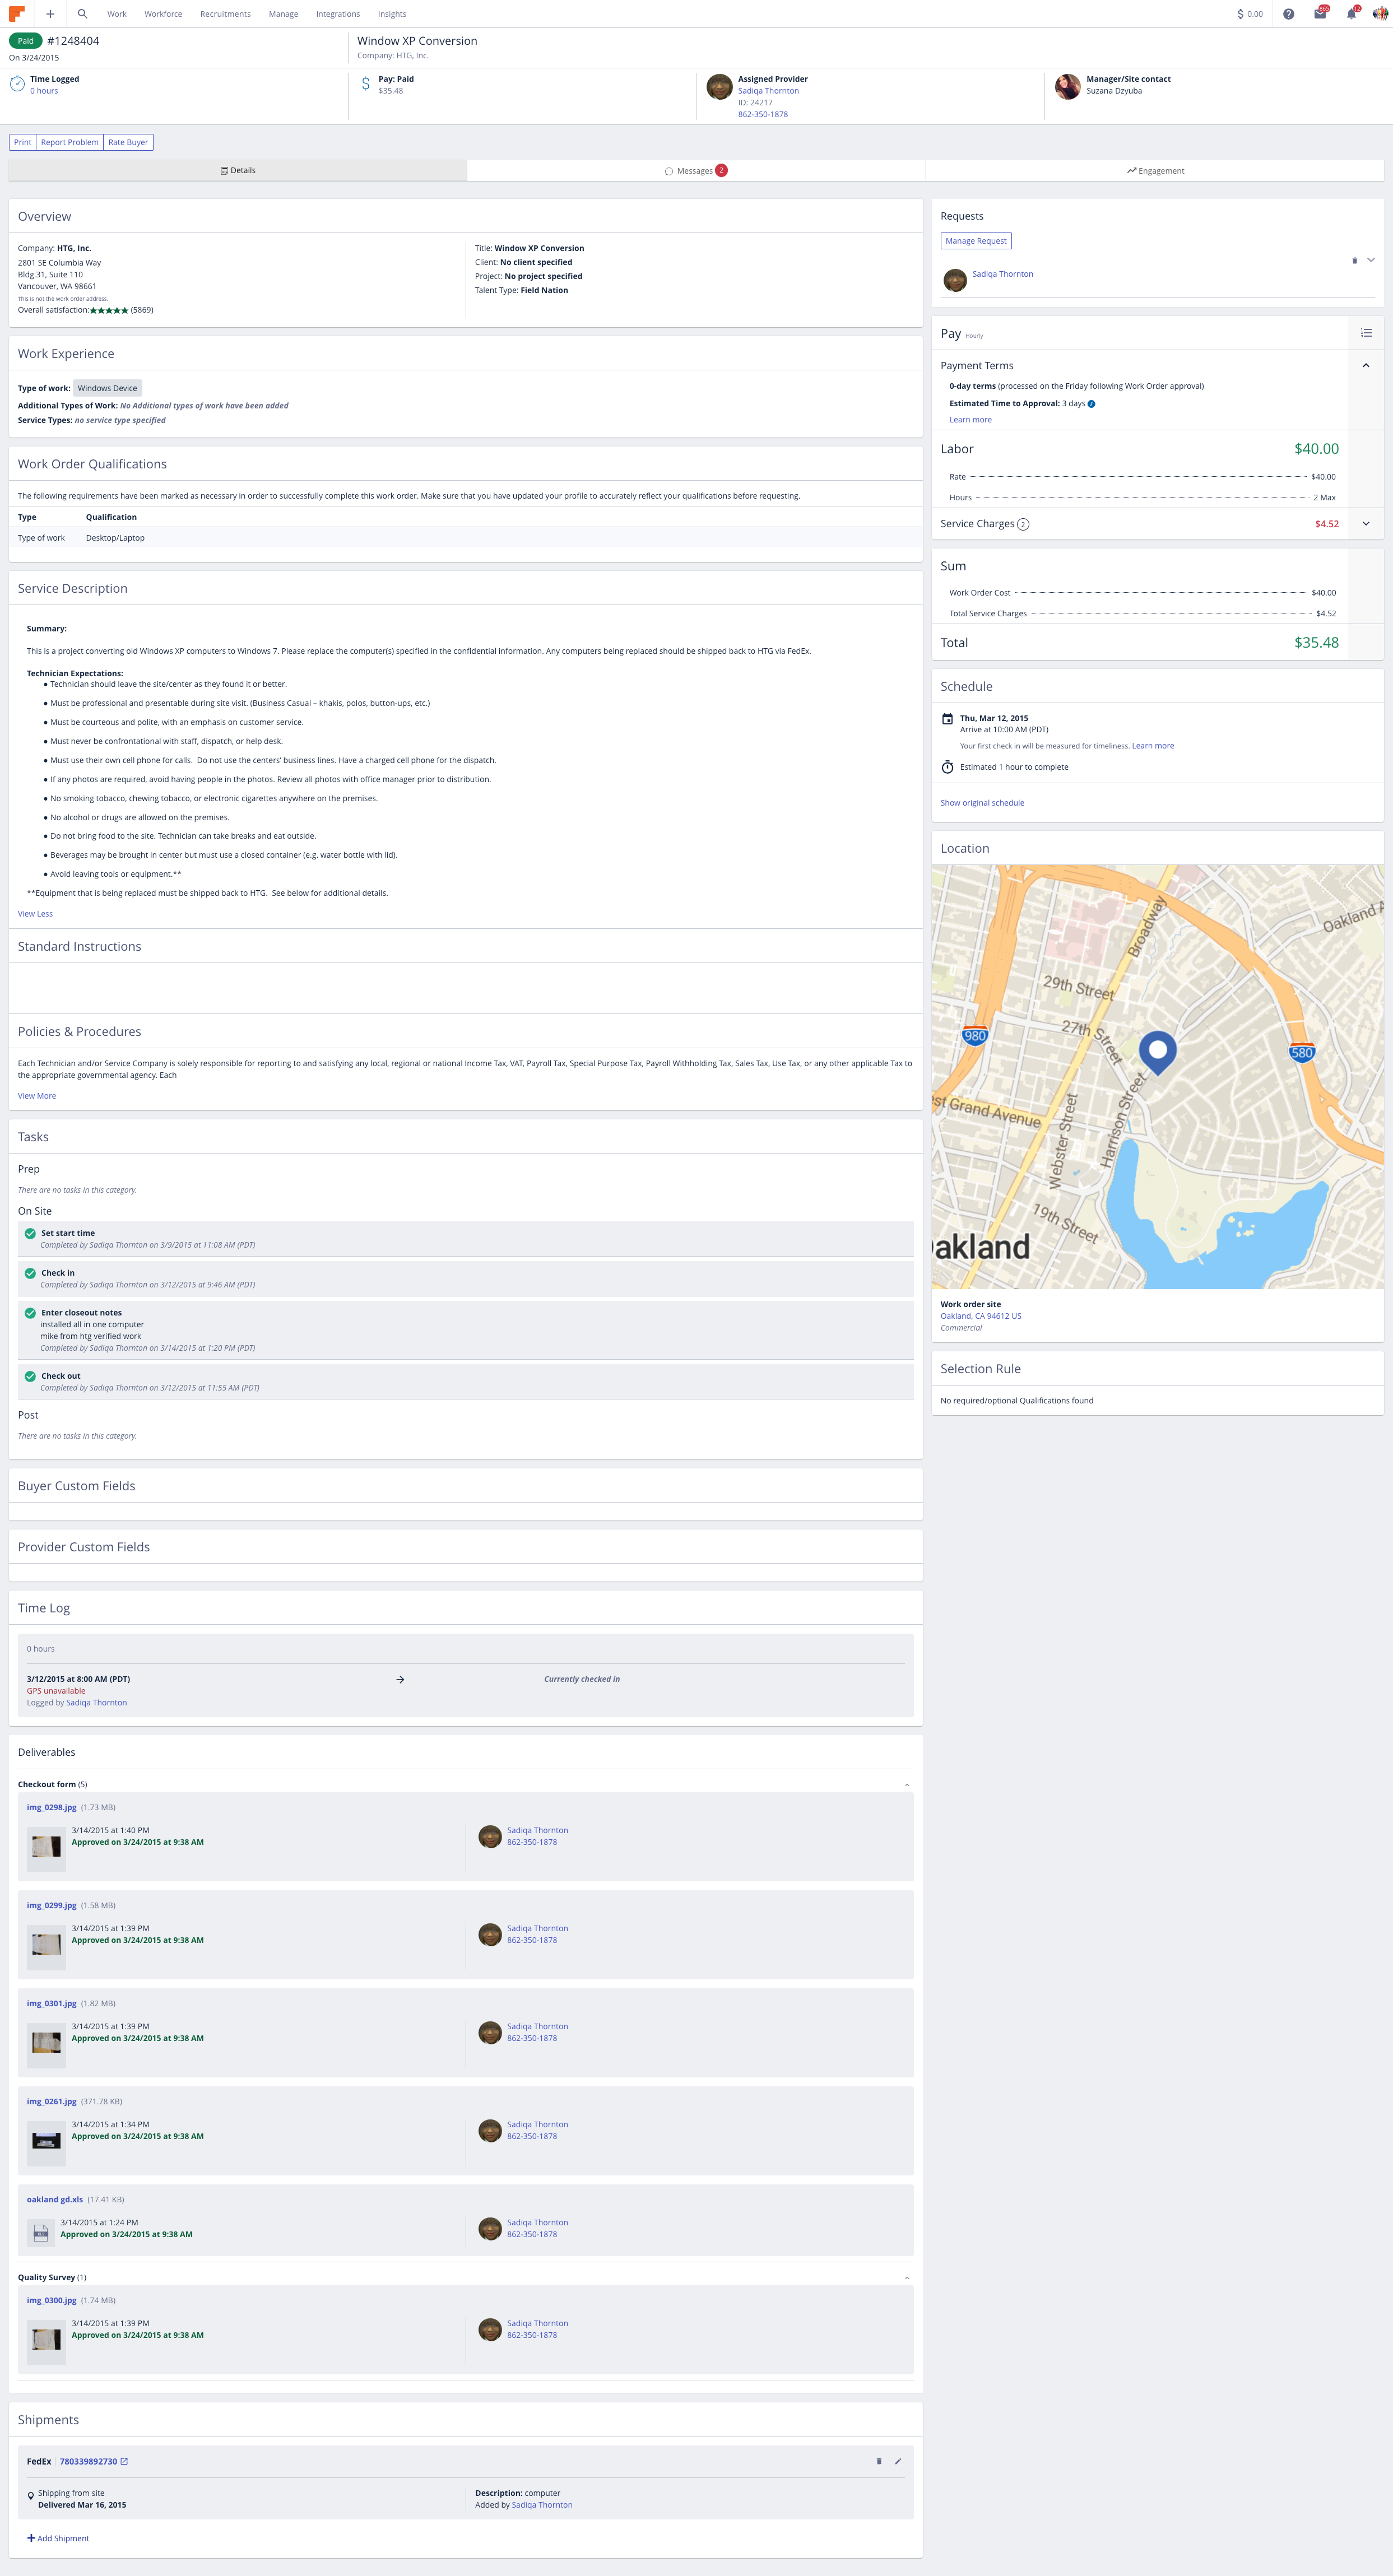 Work Workforce Recruitments Manage Integrations Insights
0.00
865
12
Paid #1248404
On 3/24/2015
Window XP Conversion
Company: HTG, Inc.
Time Logged
0 hours
Pay: Paid
$35.48
Assigned Provider
Sadiqa Thornton
ID: 24217
862-350-1878
Manager/Site contact
Suzana Dzyuba
Print Report Problem Rate Buyer
Details Messages 2 Engagement
Overview
Company: HTG, Inc.
2801 SE Columbia Way
Bldg.31, Suite 110
Vancouver, WA 98661
This is not the work order address.
Overall satisfaction:★★★★★ (5869)
Title: Window XP Conversion
Client: No client specified
Project: No project specified
Talent Type: Field Nation
Work Experience
Type of work: Windows Device
Additional Types of Work: No Additional types of work have been added
Service Types: no service type specified
Work Order Qualifications
The following requirements have been marked as necessary in order to successfully complete this work order. Make sure that you have updated your profile to accurately reflect your qualifications before requesting.
Type Qualification
Type of work Desktop/Laptop
Service Description
Summary:
This is a project converting old Windows XP computers to Windows 7. Please replace the computer(s) specified in the confidential information. Any computers being replaced should be shipped back to HTG via FedEx.
Technician Expectations:
● Technician should leave the site/center as they found it or better.
● Must be professional and presentable during site visit. (Business Casual – khakis, polos, button-ups, etc.)
● Must be courteous and polite, with an emphasis on customer service.
● Must never be confrontational with staff, dispatch, or help desk.
● Must use their own cell phone for calls.  Do not use the centers’ business lines. Have a charged cell phone for the dispatch.
● If any photos are required, avoid having people in the photos. Review all photos with office manager prior to distribution.
● No smoking tobacco, chewing tobacco, or electronic cigarettes anywhere on the premises.
● No alcohol or drugs are allowed on the premises.
● Do not bring food to the site. Technician can take breaks and eat outside.
● Beverages may be brought in center but must use a closed container (e.g. water bottle with lid).
● Avoid leaving tools or equipment.**
**Equipment that is being replaced must be shipped back to HTG.  See below for additional details.
View Less
Standard Instructions
Policies & Procedures
Each Technician and/or Service Company is solely responsible for reporting to and satisfying any local, regional or national Income Tax, VAT, Payroll Tax, Special Purpose Tax, Payroll Withholding Tax, Sales Tax, Use Tax, or any other applicable Tax to
the appropriate governmental agency. Each
View More
Tasks
Prep
There are no tasks in this category.
On Site
Set start time
Completed by Sadiqa Thornton on 3/9/2015 at 11:08 AM (PDT)
Check in
Completed by Sadiqa Thornton on 3/12/2015 at 9:46 AM (PDT)
Enter closeout notes
installed all in one computer
mike from htg verified work
Completed by Sadiqa Thornton on 3/14/2015 at 1:20 PM (PDT)
Check out
Completed by Sadiqa Thornton on 3/12/2015 at 11:55 AM (PDT)
Post
There are no tasks in this category.
Buyer Custom Fields
Provider Custom Fields
Time Log
0 hours
3/12/2015 at 8:00 AM (PDT) Currently checked in
GPS unavailable
Logged by Sadiqa Thornton
Deliverables
Checkout form (5)
img_0298.jpg (1.73 MB)
3/14/2015 at 1:40 PM
Approved on 3/24/2015 at 9:38 AM
Sadiqa Thornton
862-350-1878
img_0299.jpg (1.58 MB)
3/14/2015 at 1:39 PM
Approved on 3/24/2015 at 9:38 AM
Sadiqa Thornton
862-350-1878
img_0301.jpg (1.82 MB)
3/14/2015 at 1:39 PM
Approved on 3/24/2015 at 9:38 AM
Sadiqa Thornton
862-350-1878
img_0261.jpg (371.78 KB)
3/14/2015 at 1:34 PM
Approved on 3/24/2015 at 9:38 AM
Sadiqa Thornton
862-350-1878
oakland gd.xls (17.41 KB)
3/14/2015 at 1:24 PM
Approved on 3/24/2015 at 9:38 AM
Sadiqa Thornton
862-350-1878
Quality Survey (1)
img_0300.jpg (1.74 MB)
3/14/2015 at 1:39 PM
Approved on 3/24/2015 at 9:38 AM
Sadiqa Thornton
862-350-1878
Shipments
FedEx 780339892730
Shipping from site
Delivered Mar 16, 2015
Description: computer
Added by Sadiqa Thornton
Add Shipment
Requests
Manage Request
Sadiqa Thornton
Pay Hourly
Payment Terms
0-day terms (processed on the Friday following Work Order approval)
Estimated Time to Approval: 3 days
Learn more
Labor $40.00
Rate $40.00
Hours 2 Max
Service Charges 2 $4.52
Sum
Work Order Cost $40.00
Total Service Charges $4.52
Total $35.48
Schedule
Thu, Mar 12, 2015
Arrive at 10:00 AM (PDT)
Your first check in will be measured for timeliness. Learn more
Estimated 1 hour to complete
Show original schedule
Location
Broadway
Oakland A
29th Street
27th Street
980
580
est Grand Avenue
Harrison Street
Webster Street
19th Street
akland
Work order site
Oakland, CA 94612 US
Commercial
Selection Rule
No required/optional Qualifications found